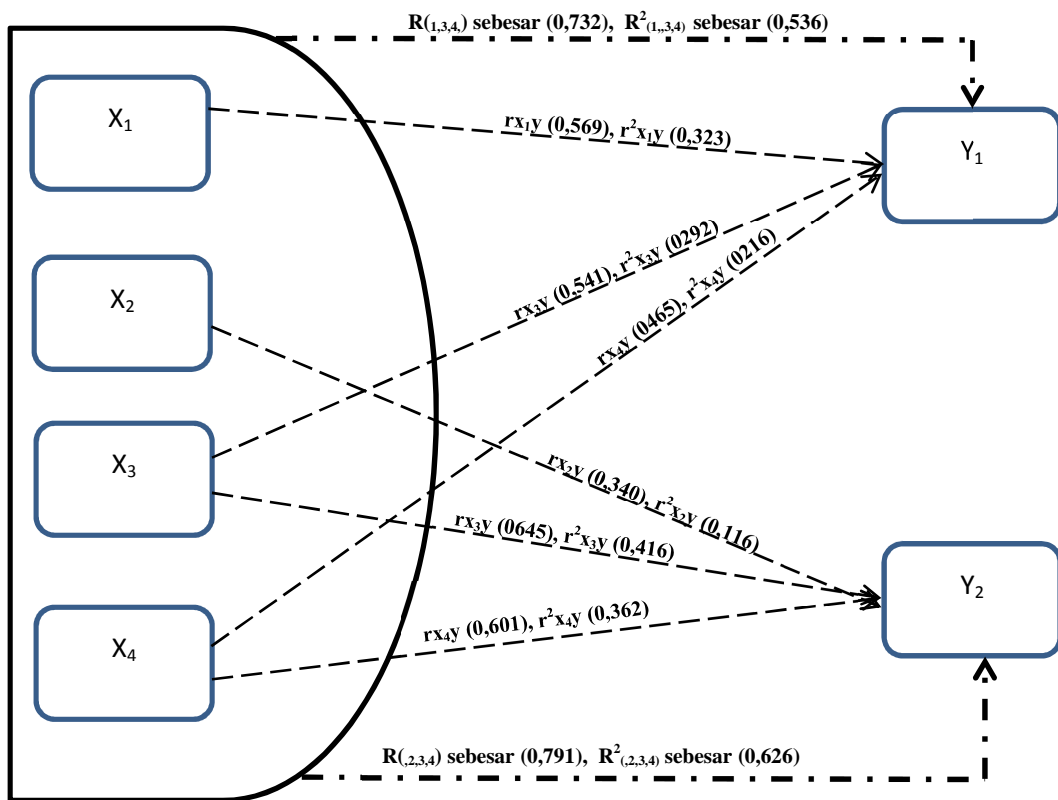 R(₁,₃,₄,) sebesar (0,732), R²₍₁,,₃,₄₎ sebesar (0,536)
X₁
rx₁y (0,569), r²x₁y (0,323)
Y₁
X₂
rx₃y (0,541), r²x₃y (0292)
rx₄y (0465), r²x₄y (0216)
X₃
rx₂y (0,340), r²x₂y (0,116)
rx₃y (0645), r²x₃y (0,416)
Y₂
X₄
rx₄y (0,601), r²x₄y (0,362)
R(,₂,₃,₄) sebesar (0,791), R²₍,₂,₃,₄₎ sebesar (0,626)